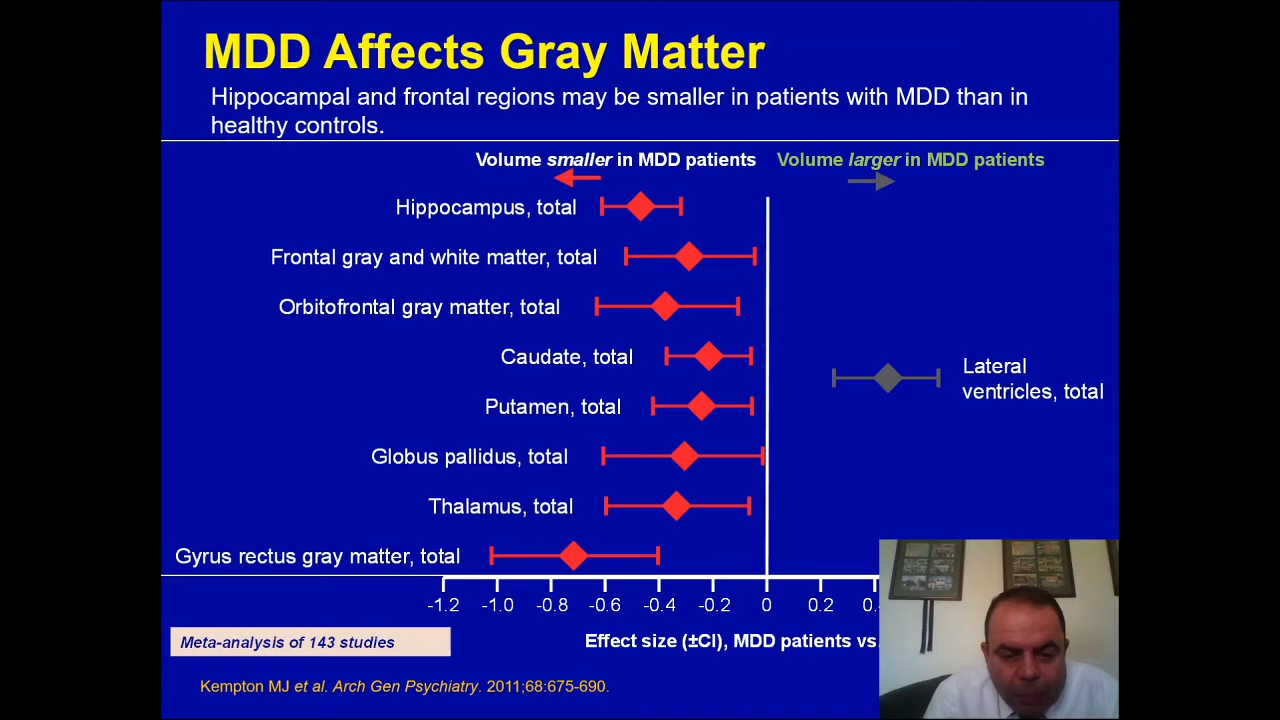 MDD Affects Gray Matter
Hippocampal and frontal regions may be smaller in patients with MDD than in
healthy controls.
Volume smaller in MDD patients
Volume larger in MDD patients
Hippocampus, total
Frontal gray and white matter, total
Orbitofrontal gray matter, total
Caudate, total
Lateral
ventricles, total
Putamen, total
Globus pallidus, total
Thalamus, total
Gyrus rectus gray matter, total
-1.2 -1.0 -0.8 -0.6 -0.4 -0.2 0 0.2
Effect size (±CI), MDD patients vs.
Meta-analysis of 143 studies
Kempton MJ et al. Arch Gen Psychiatry. 2011;68:675-690.